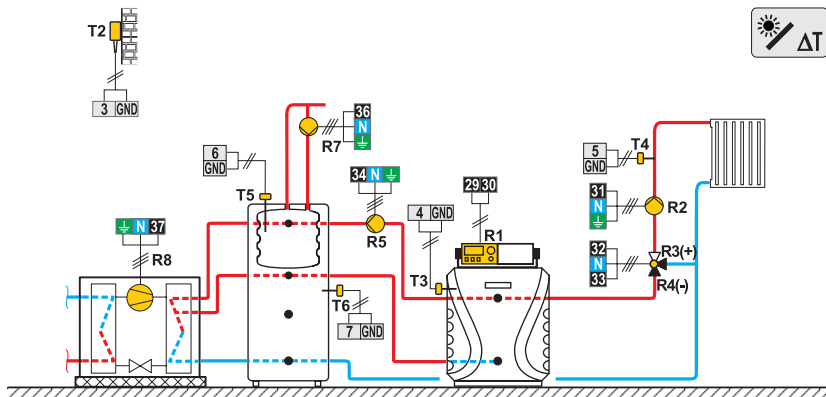 T2
3 GND
ΔT
36
N
R7
6
GND
T5
34 N
R5
4 GND
T3
29 30
R1
5
GND
T4
31
N
R2
32
N
33
R3(+)
R4(-)
N 37
R8
T6
7 GND